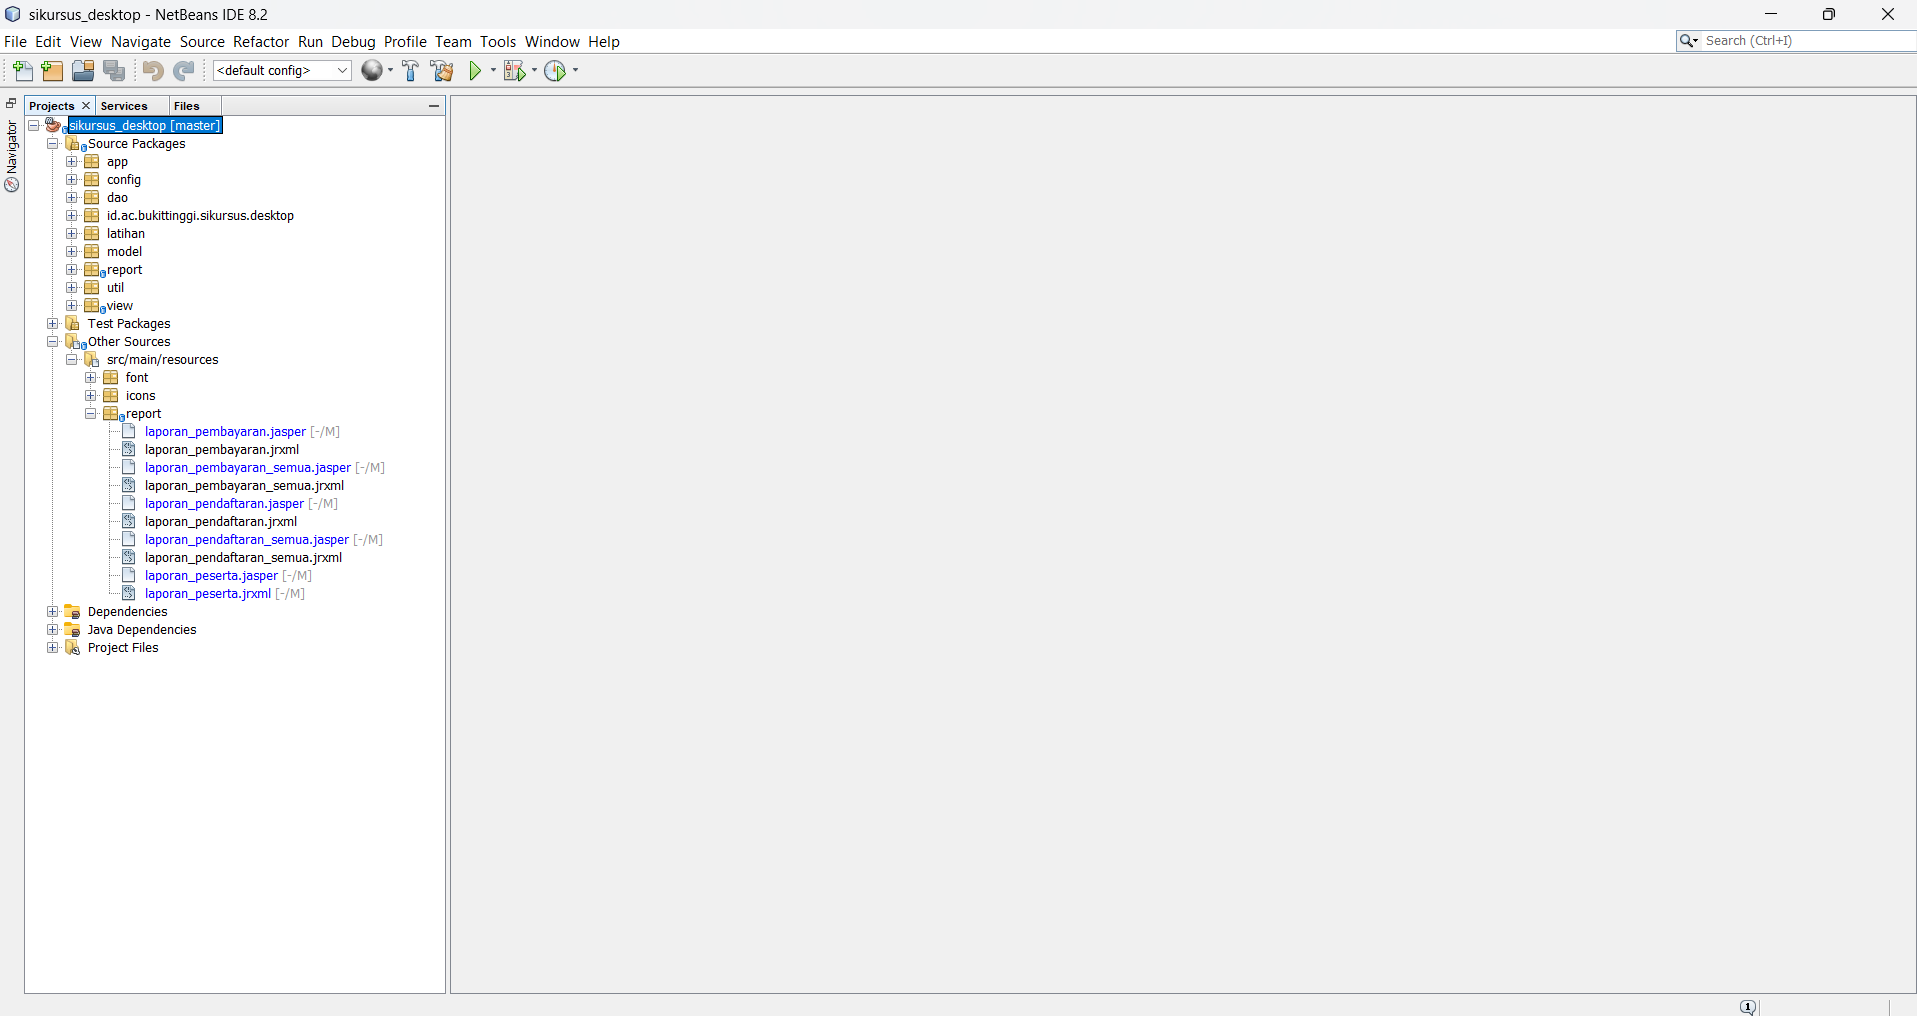 sikursus_desktop - NetBeans IDE 8.2
File Edit View Navigate Source Refactor Run Debug Profile Team Tools Window Help
Search (Ctrl+I)
<default config>
Projects Services Files
Navigator
sikursus_desktop [master]
Source Packages
app
config
dao
id.ac.bukittinggi.sikursus.desktop
latihan
model
report
util
view
Test Packages
Other Sources
src/main/resources
font
icons
report
laporan_pembayaran.jasper [-/M]
laporan_pembayaran.jrxml
laporan_pembayaran_semua.jasper [-/M]
laporan_pembayaran_semua.jrxml
laporan_pendaftaran.jasper [-/M]
laporan_pendaftaran.jrxml
laporan_pendaftaran_semua.jasper [-/M]
laporan_pendaftaran_semua.jrxml
laporan_peserta.jasper [-/M]
laporan_peserta.jrxml [-/M]
Dependencies
Java Dependencies
Project Files
1